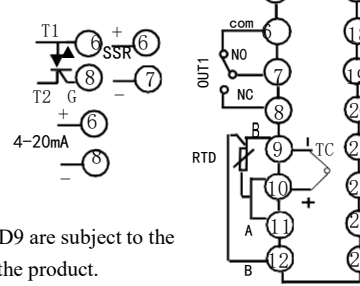 T1
6
+
6
SSR
T2
G
8
−
7
+
6
4-20mA
−
8
com
6
NO
7
OUT1
NC
8
B
RTD
9
−
TC
10
+
A
11
B
12
D9 are subject to the
the product.